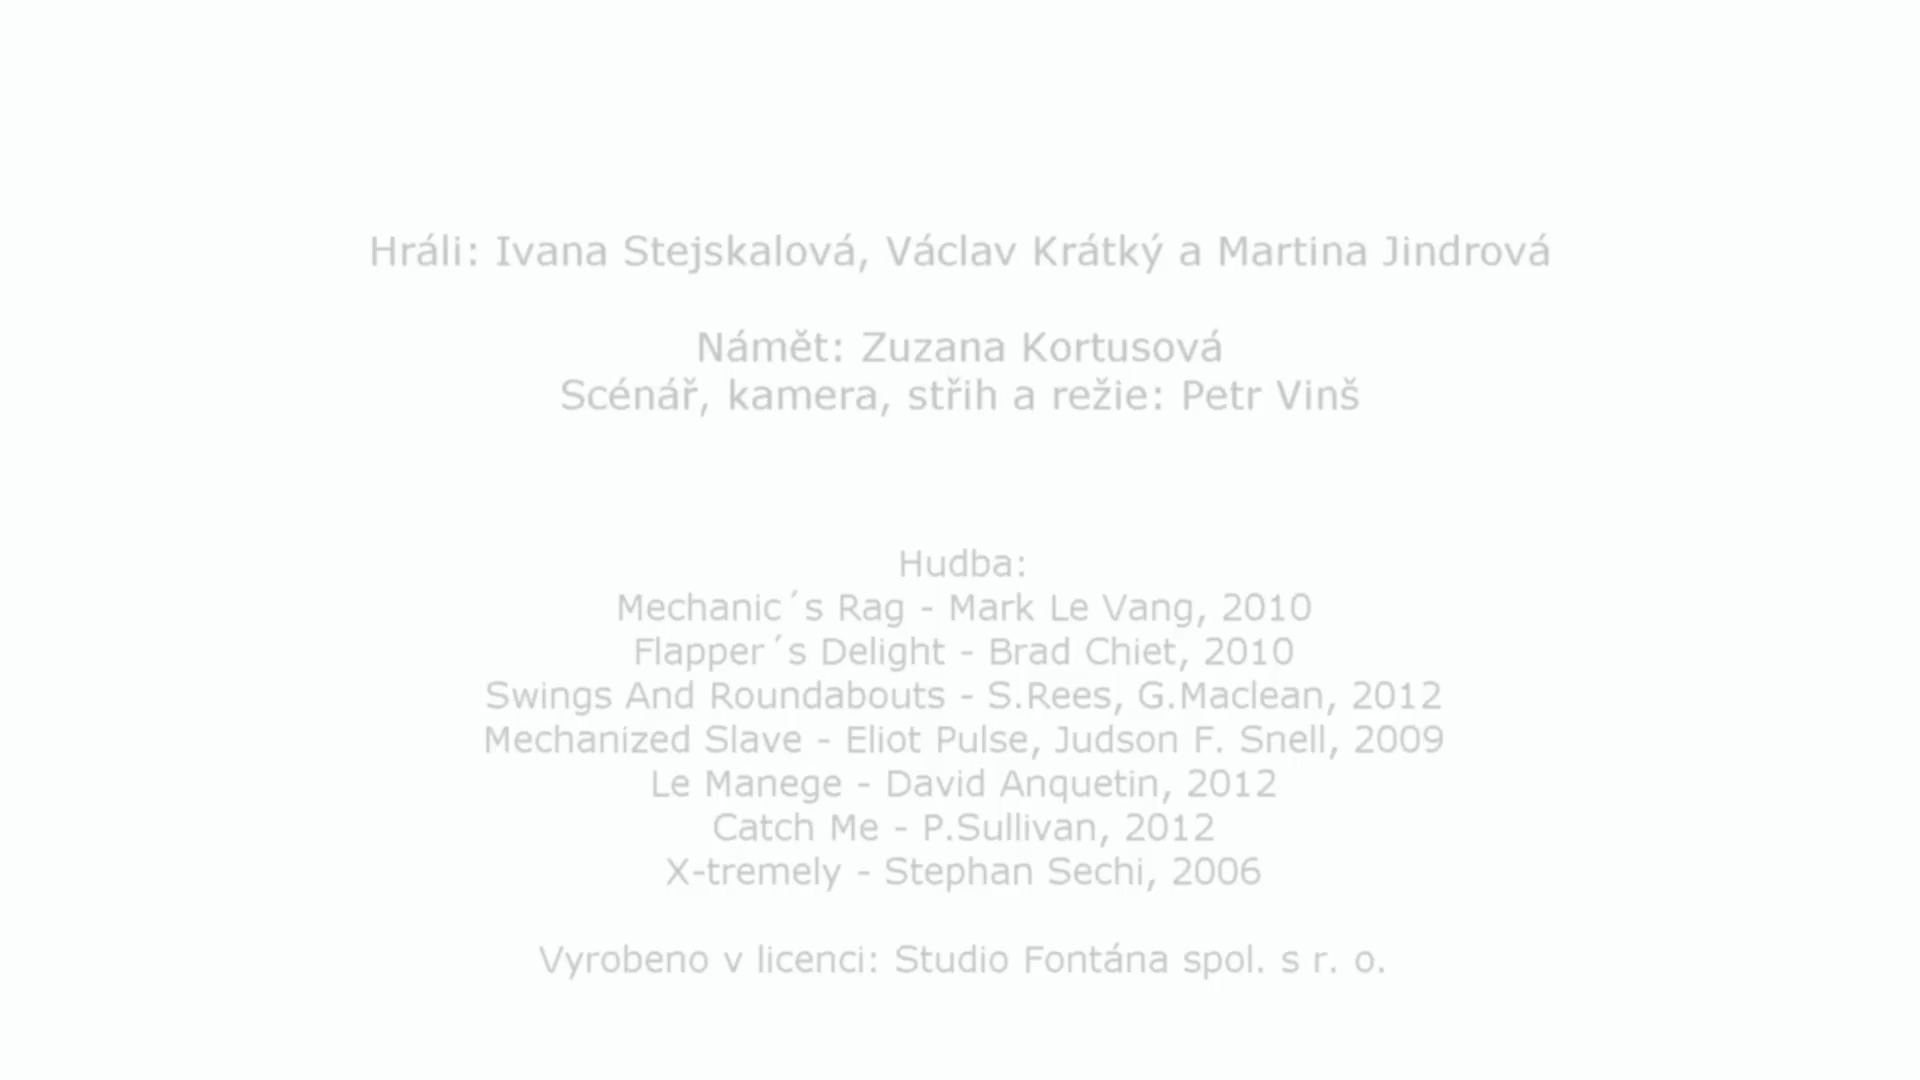 Hráli: Ivana Stejskalová, Václav Krátký a Martina Jindrová
Námět: Zuzana Kortusová
Scénář, kamera, střih a režie: Petr Vinš
Hudba:
Mechanic´s Rag - Mark Le Vang, 2010
Flapper´s Delight - Brad Chiet, 2010
Swings And Roundabouts - S.Rees, G.Maclean, 2012
Mechanized Slave - Eliot Pulse, Judson F. Snell, 2009
Le Manege - David Anquetin, 2012
Catch Me - P.Sullivan, 2012
X-tremely - Stephan Sechi, 2006
Vyrobeno v licenci: Studio Fontána spol. s r. o.